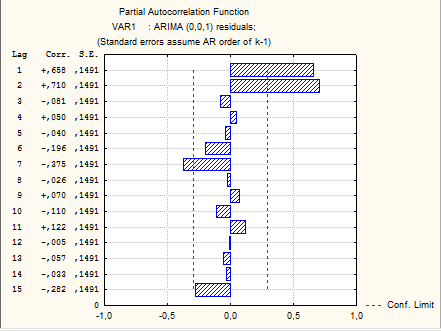 Partial Autocorrelation Function
VAR1 : ARIMA (0,0,1) residuals;
(Standard errors assume AR order of k-1)
Lag Corr. S.E.
1 +,658 ,1491
2 +,710 ,1491
3 -,081 ,1491
4 +,050 ,1491
5 -,040 ,1491
6 -,196 ,1491
7 -,375 ,1491
8 -,026 ,1491
9 +,070 ,1491
10 -,110 ,1491
11 +,122 ,1491
12 -,005 ,1491
13 -,057 ,1491
14 -,033 ,1491
15 -,282 ,1491
0
-1,0 -0,5 0,0 0,5 1,0
Conf. Limit